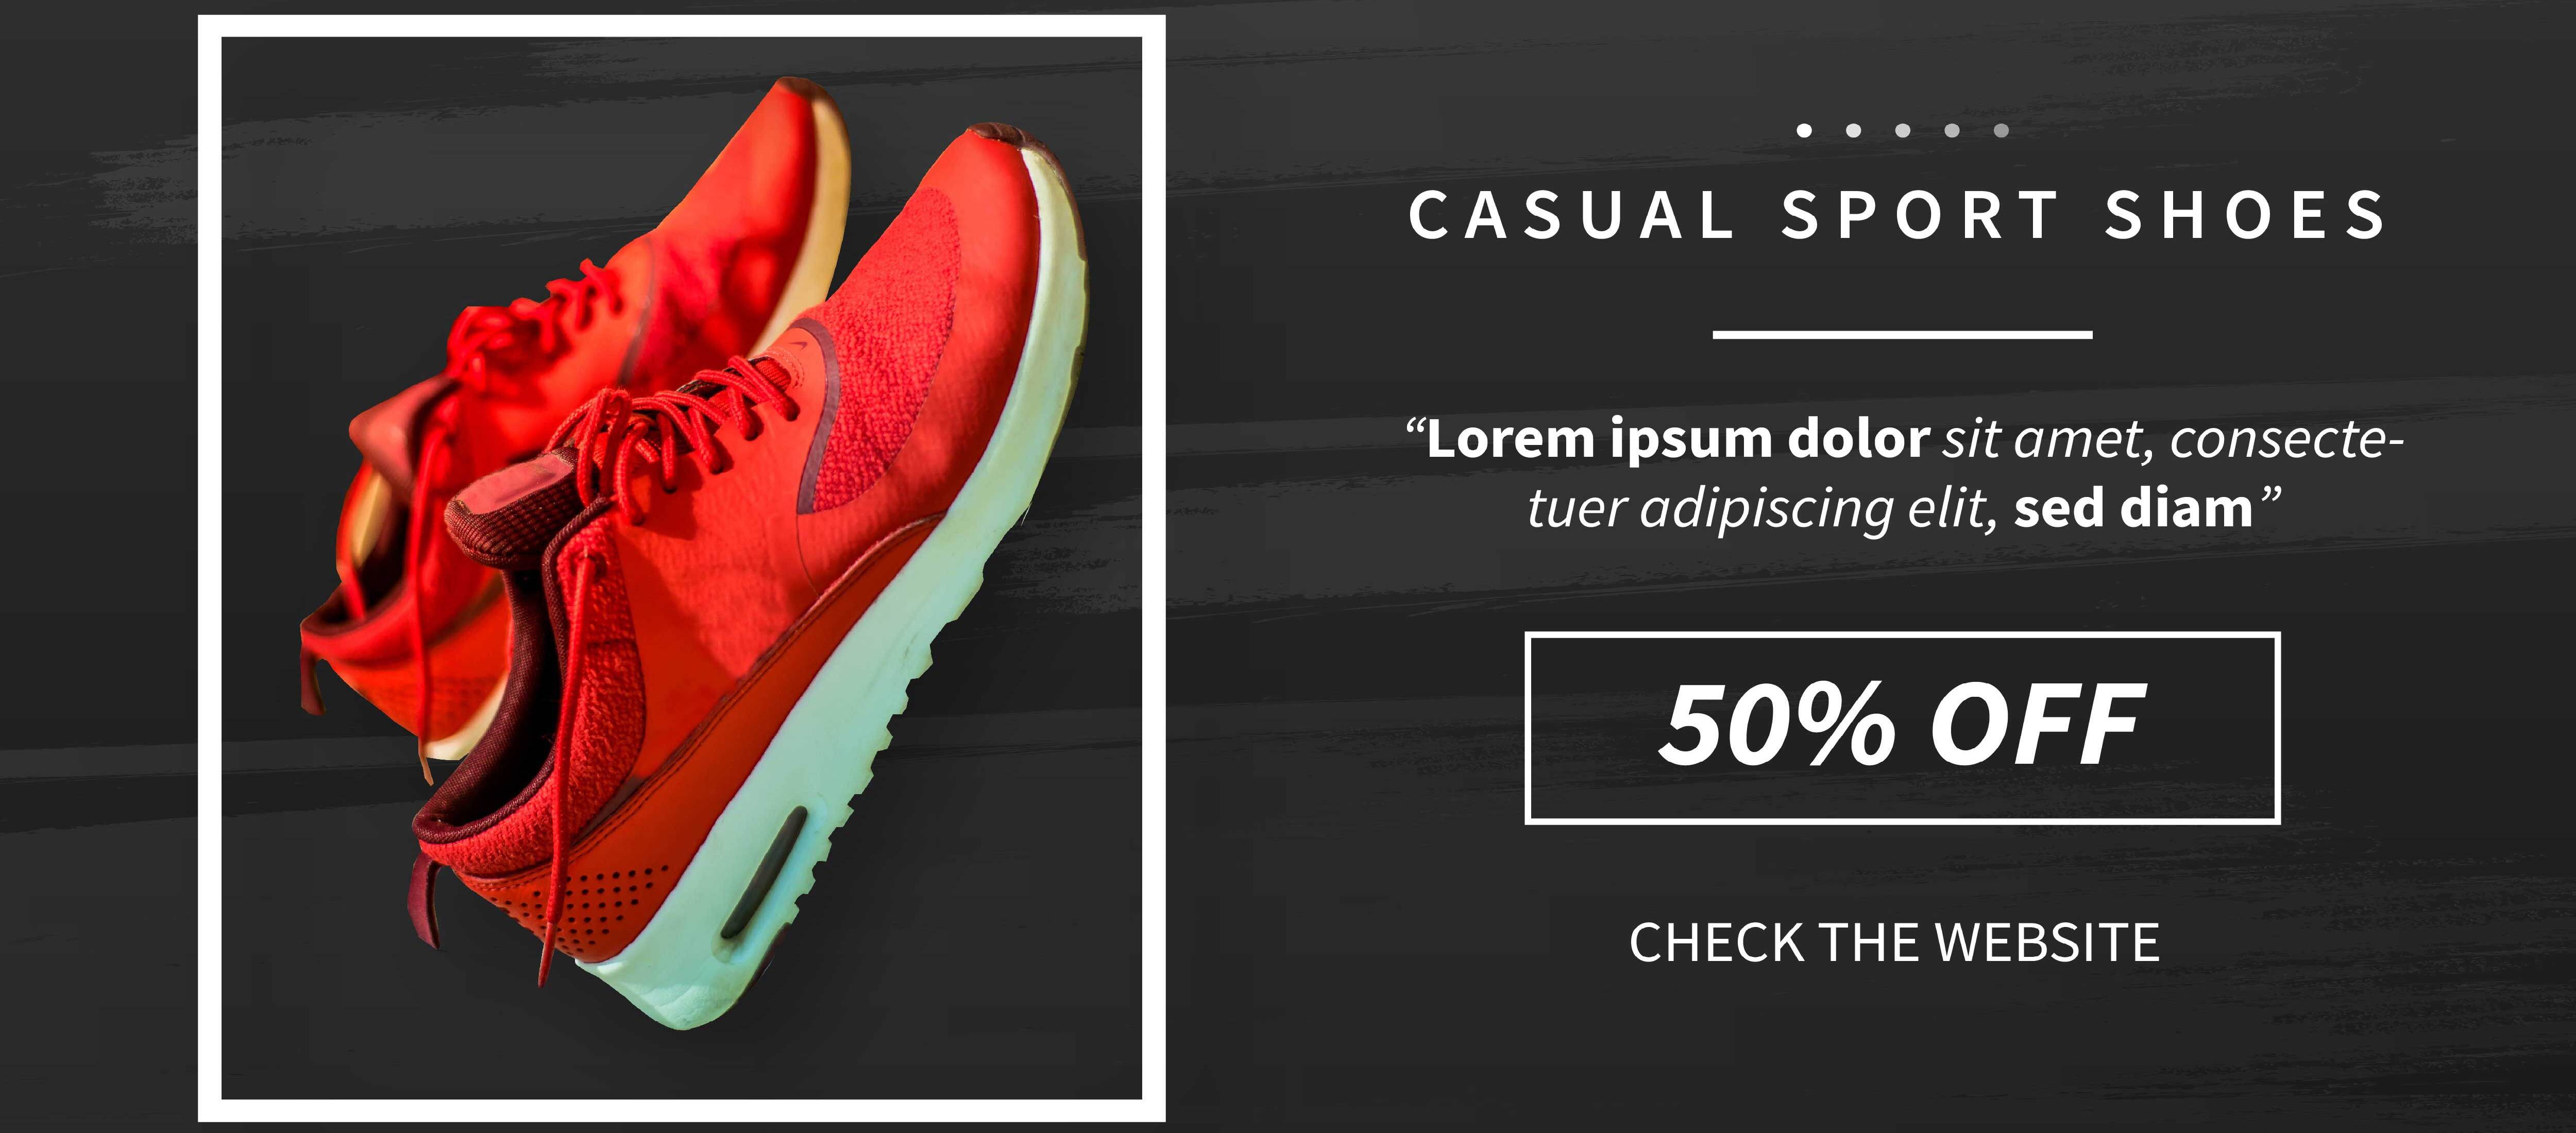 CASUAL SPORT SHOES
“Lorem ipsum dolor sit amet, consecte-
tuer adipiscing elit, sed diam”
50% OFF
CHECK THE WEBSITE